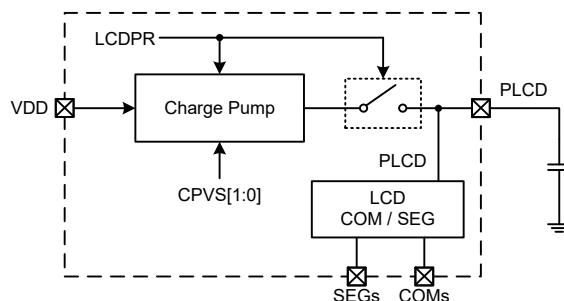 LCDPR
PLCD
VDD
Charge Pump
PLCD
CPVS[1:0]
LCD
COM / SEG
SEGs
COMs